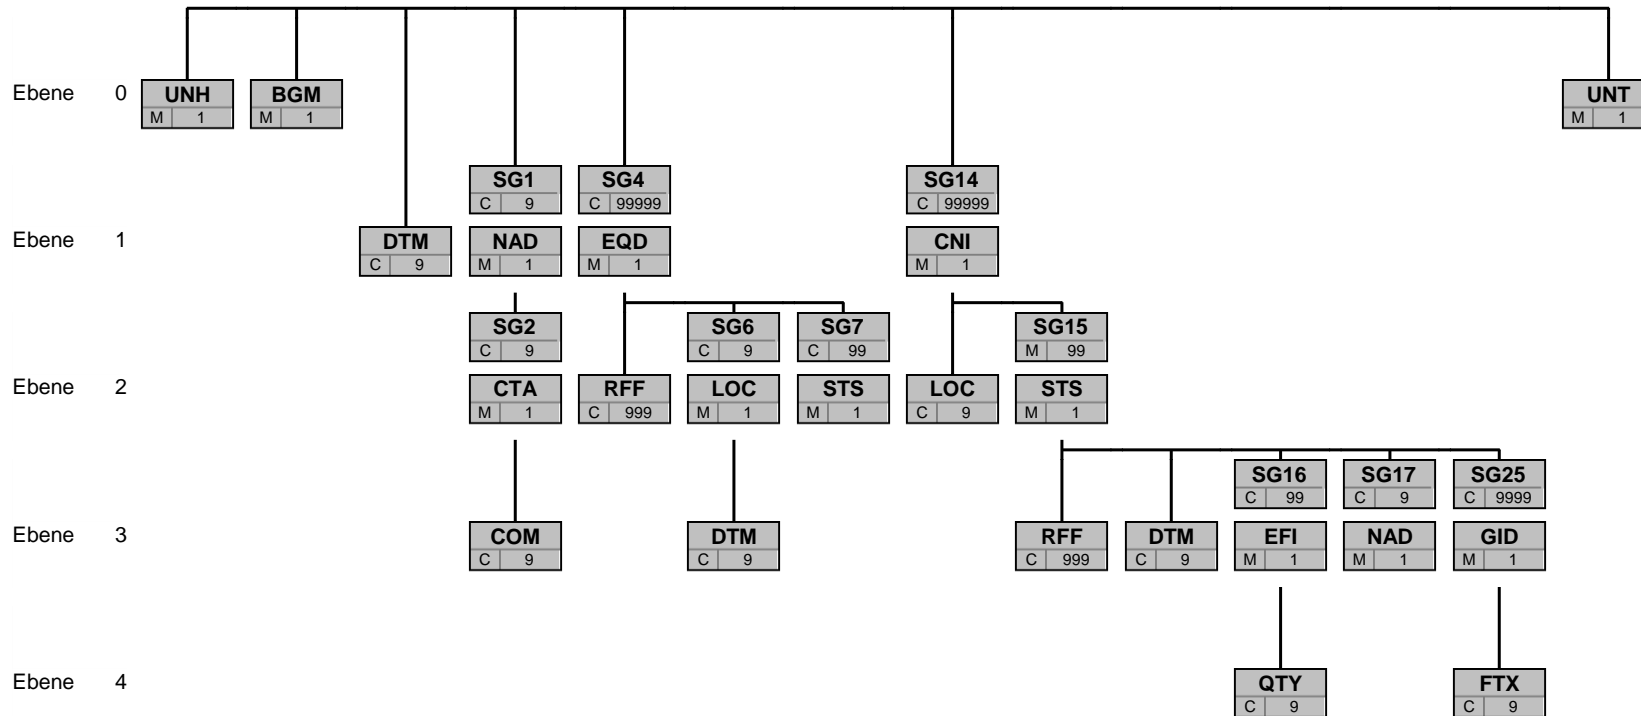 Ebene 0 UNH BGM UNT
M 1 M 1 M 1
SG1 SG4 SG14
C 9 C 99999 C 99999
Ebene 1 DTM NAD EQD CNI
C 9 M 1 M 1 M 1
SG2 SG6 SG7 SG15
C 9 C 9 C 99 M 99
Ebene 2 CTA RFF LOC STS LOC STS
M 1 C 999 M 1 M 1 C 9 M 1
SG16 SG17 SG25
C 99 C 9 C 9999
Ebene 3 COM DTM RFF DTM EFI NAD GID
C 9 C 9 C 999 C 9 M 1 M 1 M 1
Ebene 4 QTY FTX
C 9 C 9